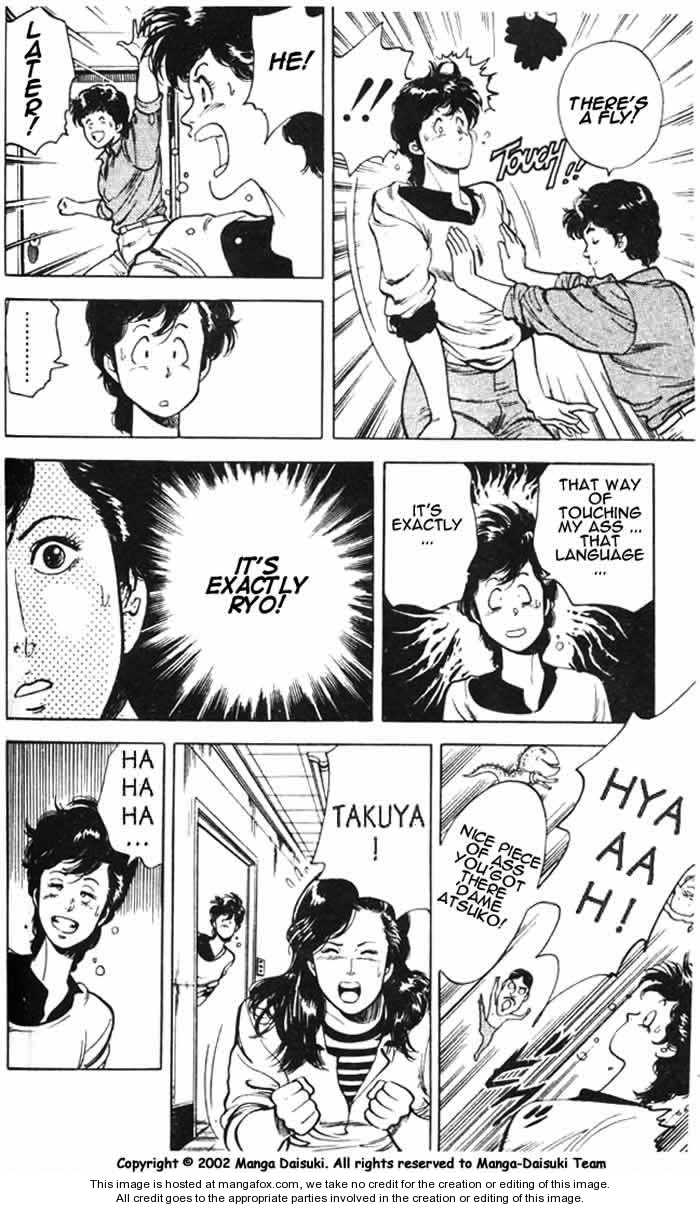 THERE'S
A FLY!
TOUCH!!
!!
HE!
LATER!
.........
THAT WAY
OF
TOUCHING
MY ASS ...
THAT
LANGUAGE
...
IT'S
EXACTLY
...
IT'S
EXACTLY
RYO!
HYA
AA
H!
NICE PIECE
OF ASS
YOU'GOT
THERE
'DAME
ATSUKO!
TAKUYA
!
HA
HA
HA
...
Copyright © 2002 Manga Daisuki. All rights reserved to Manga-Daisuki Team
This image is hosted at mangafox.com, we take no credit for the creation or editing of this image.
All credit goes to the appropriate parties involved in the creation or editing of this image.